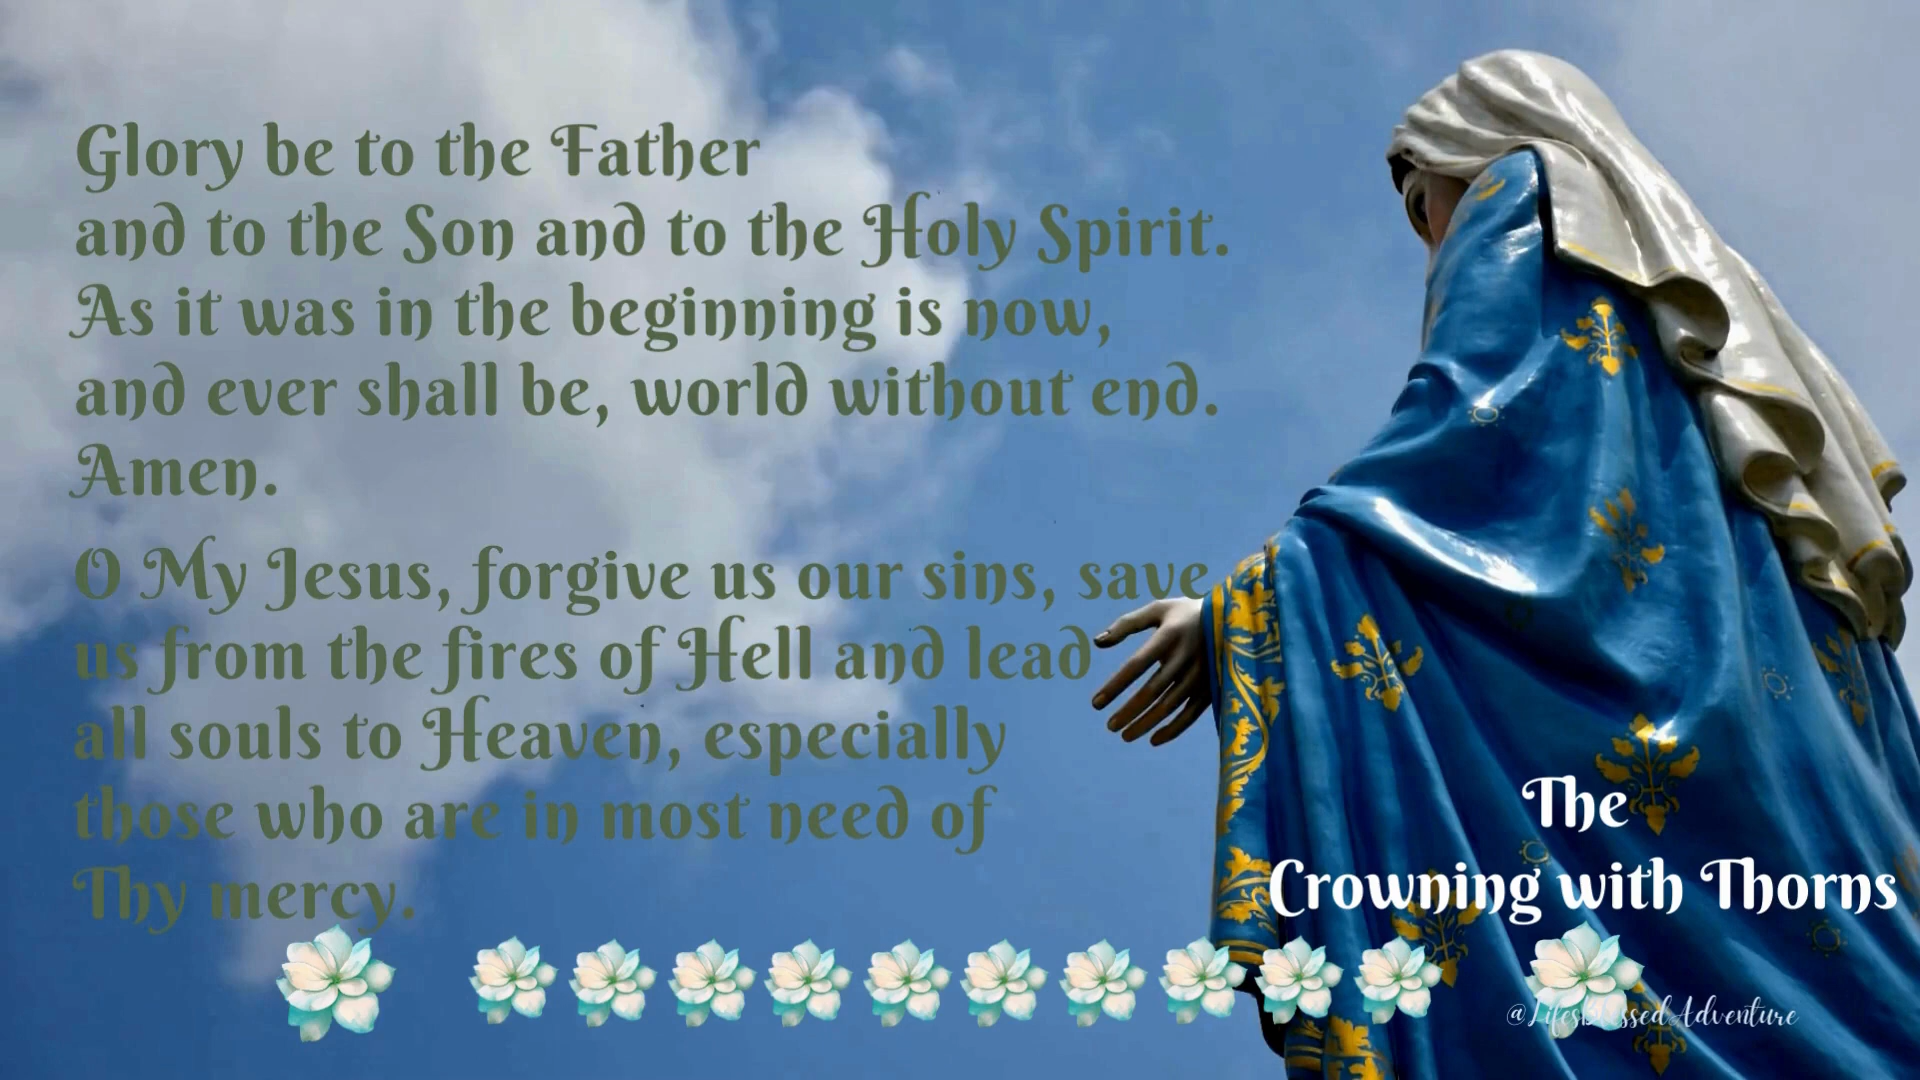 Glory be to the Father
and to the Son and to the Holy Spirit.
As it was in the beginning is now,
and ever shall be, world without end.
Amen.
O My Jesus, forgive us our sins, save
us from the fires of Hell and lead
all souls to Heaven, especially
those who are in most need of
Thy mercy.
The
Crowning with Thorns
@LifesBlessedAdventure